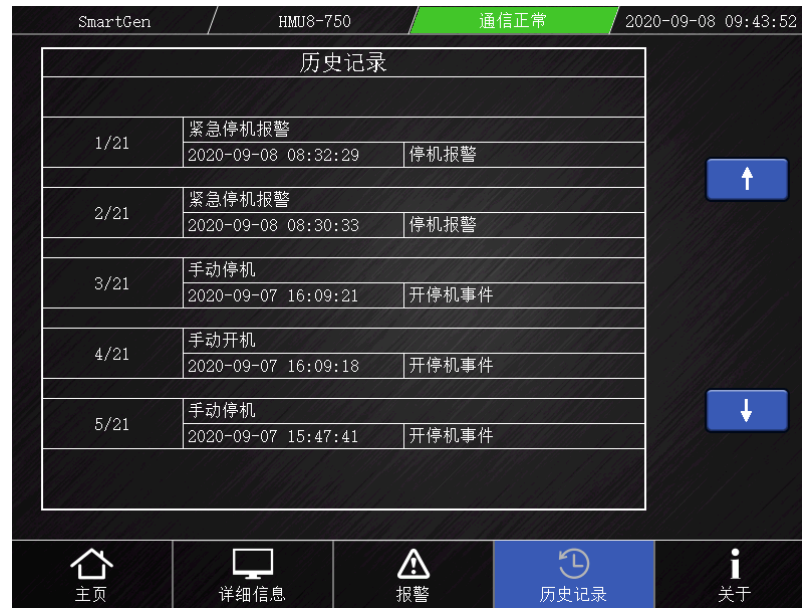 SmartGen HMU8-750 通信正常 2020-09-08 09:43:52
历史记录
1/21
紧急停机报警
2020-09-08 08:32:29 停机报警
2/21
紧急停机报警
2020-09-08 08:30:33 停机报警
3/21
手动停机
2020-09-07 16:09:21 开停机事件
4/21
手动开机
2020-09-07 16:09:18 开停机事件
5/21
手动停机
2020-09-07 15:47:41 开停机事件
主页 详细信息 报警 历史记录 关于